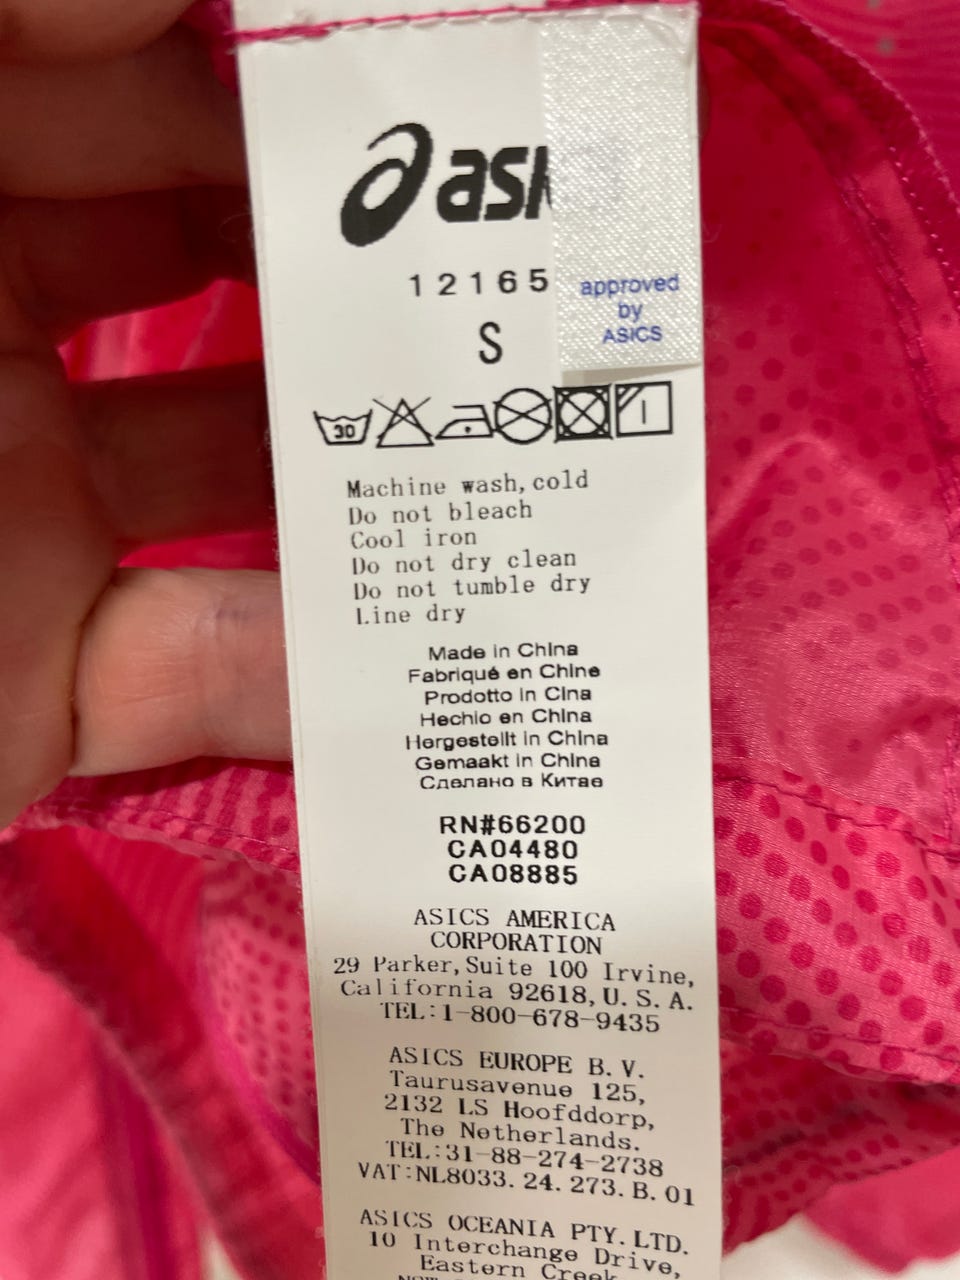 asi
12165
approved
by
ASICS
S
30
Machine wash,cold
Do not bleach
Cool iron
Do not dry clean
Do not tumble dry
Line dry
Made in China
Fabriqué en Chine
Prodotto in Cina
Hechio en China
Hergestellt in China
Gemaakt in China
Сделано в Китае
RN#66200
CA04480
CA08885
ASICS AMERICA
CORPORATION
29 Parker,Suite 100 Irvine,
California 92618,U.S.A.
TEL:1-800-678-9435
ASICS EUROPE B.V.
Taurusavenue 125,
2132 LS Hoofddorp,
The Netherlands.
TEL:31-88-274-2738
VAT:NL8033.24.273.B.01
ASICS OCEANIA PTY.LTD.
10 Interchange Drive,
Eastern Creek